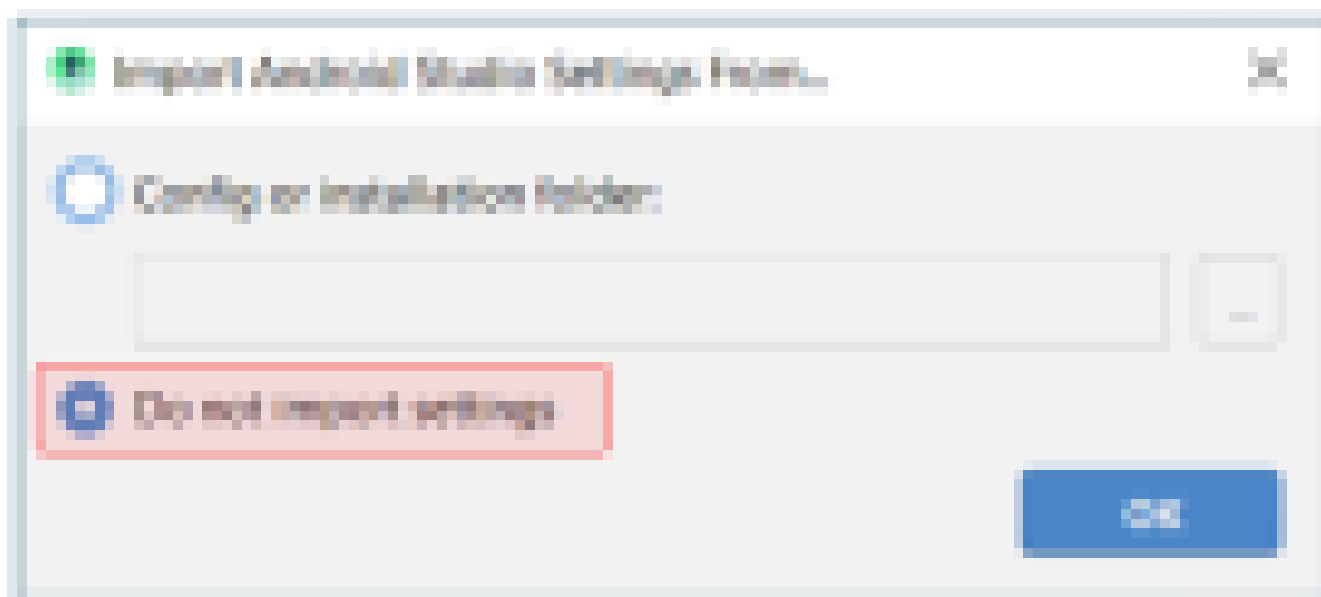 Import Android Studio Settings From...
Config or installation folder:
...
Do not import settings
OK